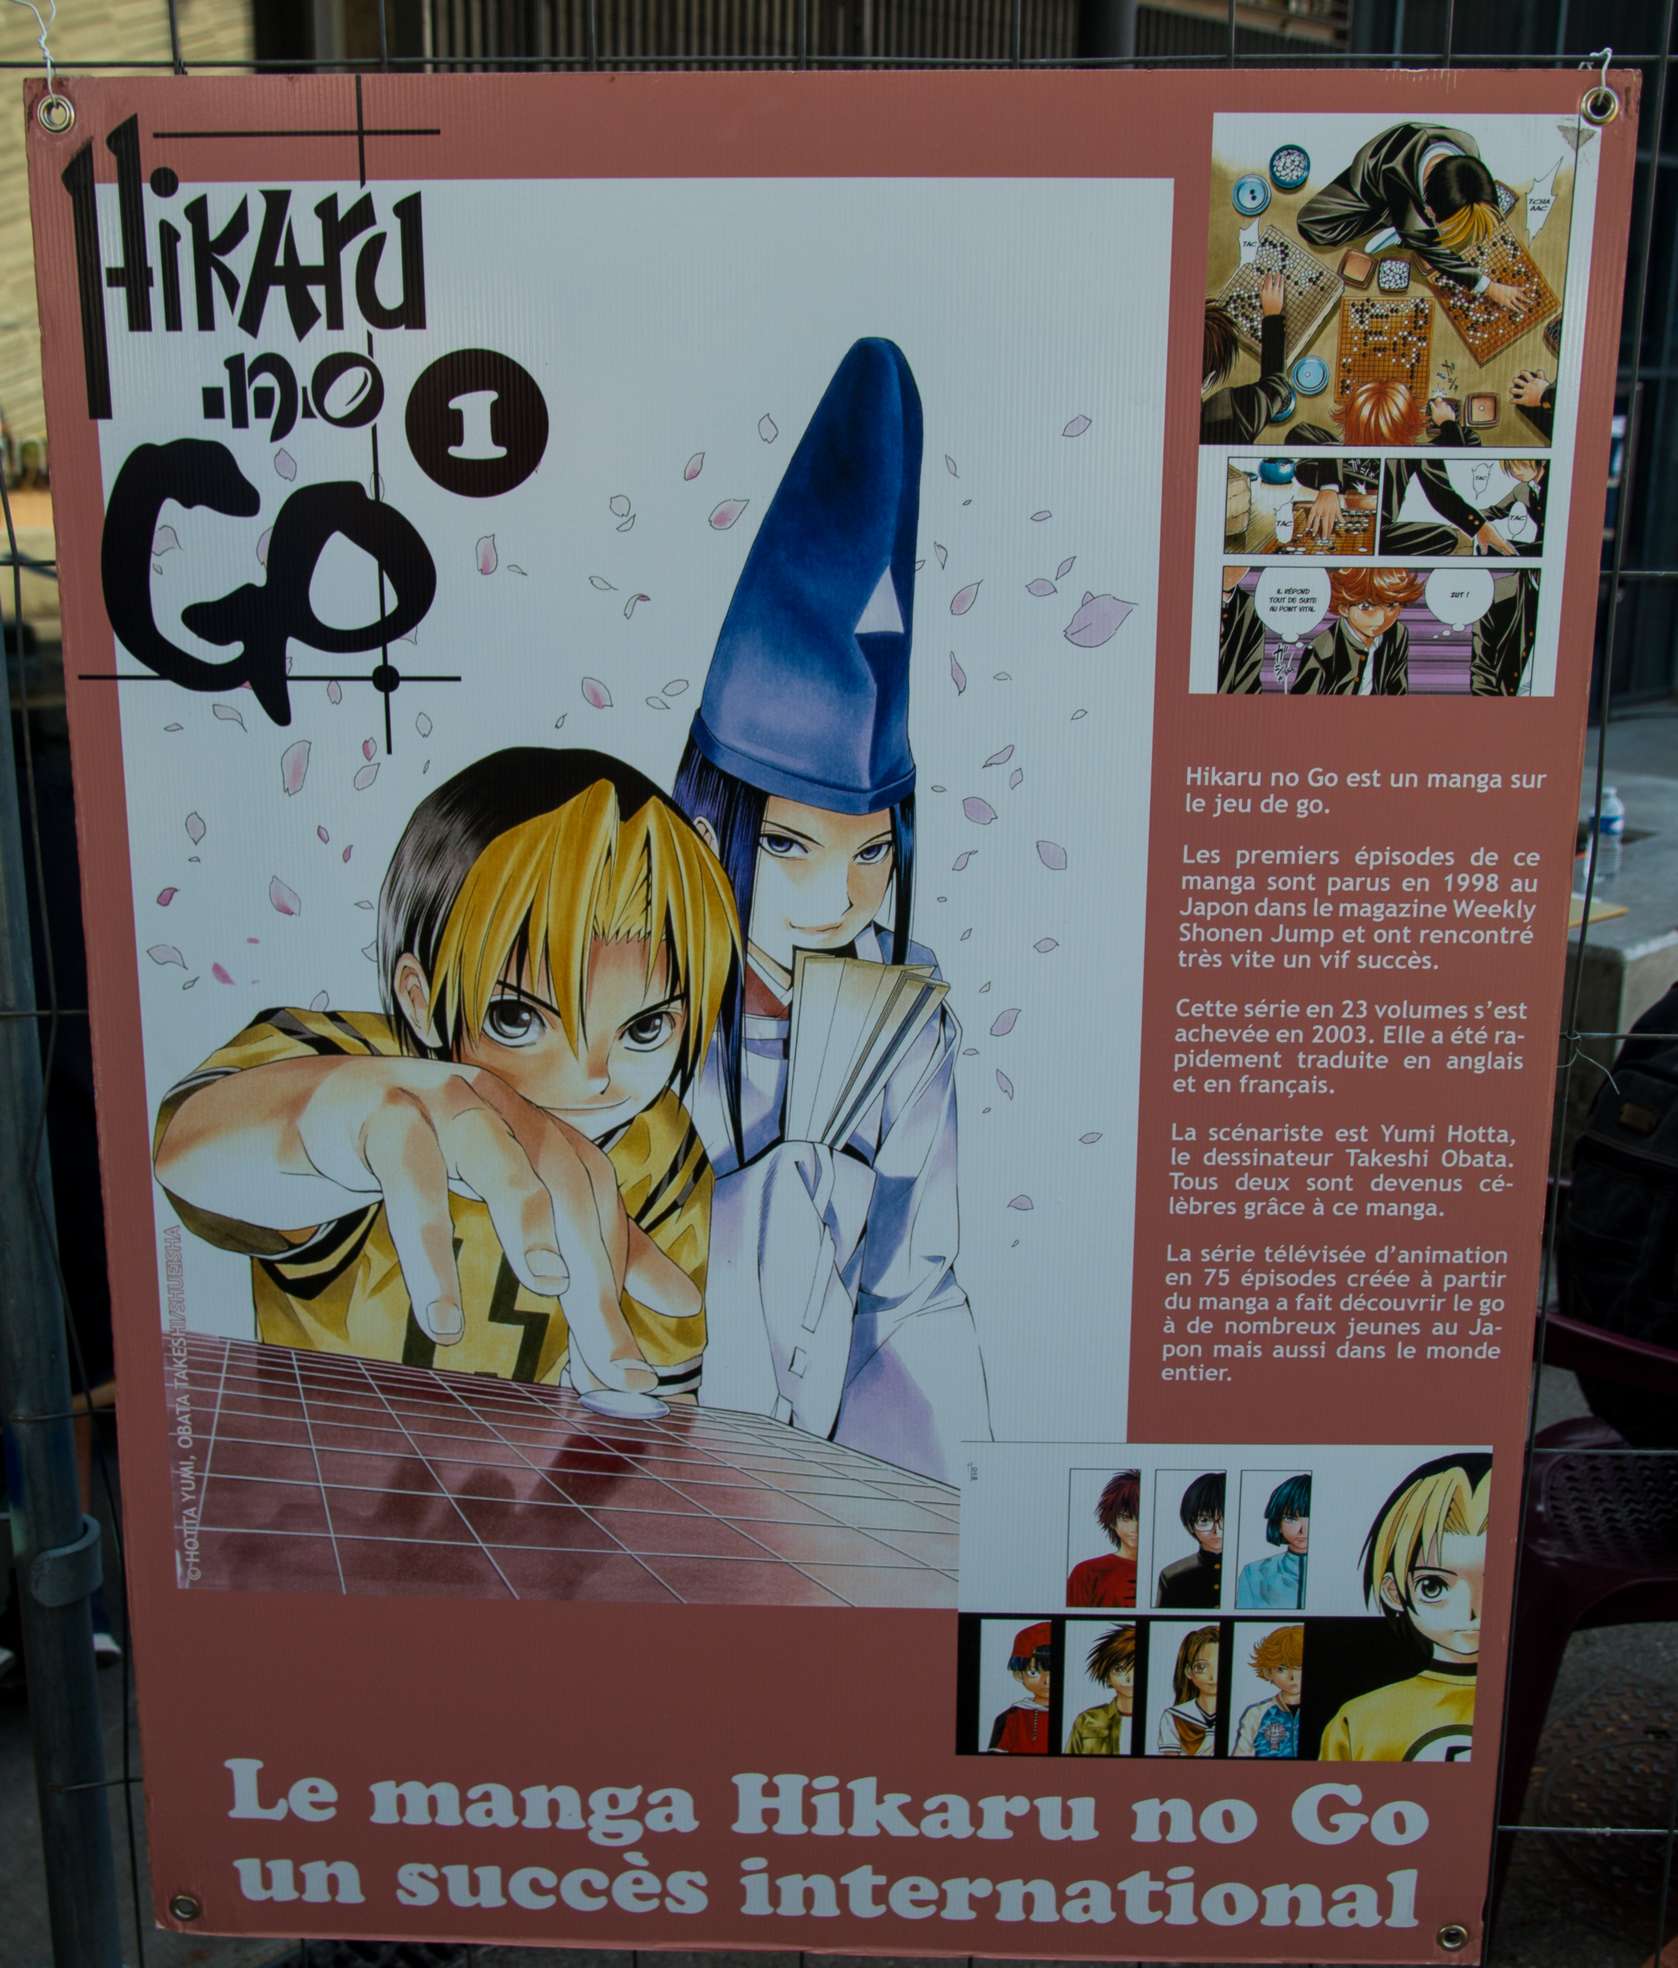 Hikaru
no
Go
1
TCHA
AAC
TAC
TAC
TAC
TAC
IL RÉPOND
TOUT DE SUITE
AU POINT VITAL
ZUT !
Hikaru no Go est un manga sur
le jeu de go.
Les premiers épisodes de ce
manga sont parus en 1998 au
Japon dans le magazine Weekly
Shonen Jump et ont rencontré
très vite un vif succès.
Cette série en 23 volumes s’est
achevée en 2003. Elle a été ra-
pidement traduite en anglais
et en français.
La scénariste est Yumi Hotta,
le dessinateur Takeshi Obata.
Tous deux sont devenus cé-
lèbres grâce à ce manga.
La série télévisée d’animation
en 75 épisodes créée à partir
du manga a fait découvrir le go
à de nombreux jeunes au Ja-
pon mais aussi dans le monde
entier.
© HOTTA YUMI, OBATA TAKESHI/SHUEISHA
Le manga Hikaru no Go
un succès international